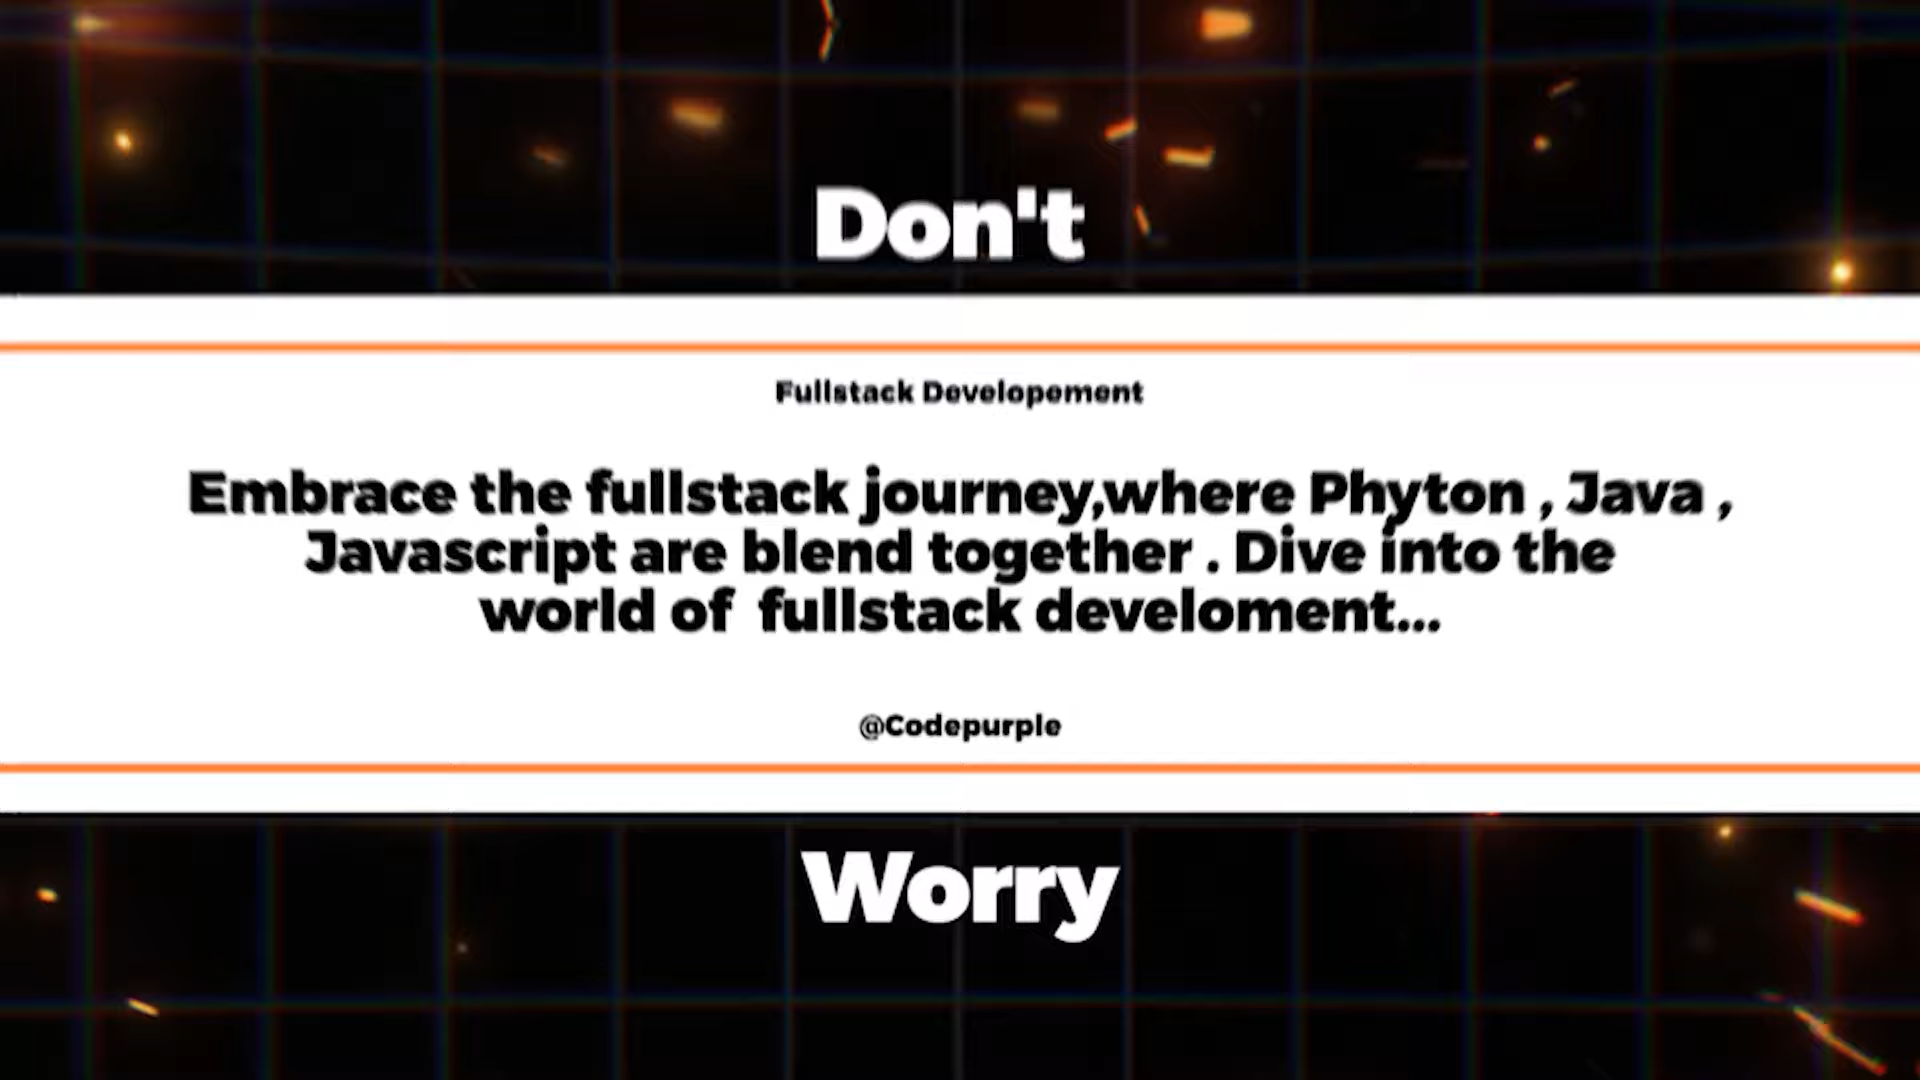 Don't
Fullstack Developement
Embrace the fullstack journey,where Phyton , Java ,
Javascript are blend together . Dive into the
world of  fullstack develoment...
@Codepurple
Worry